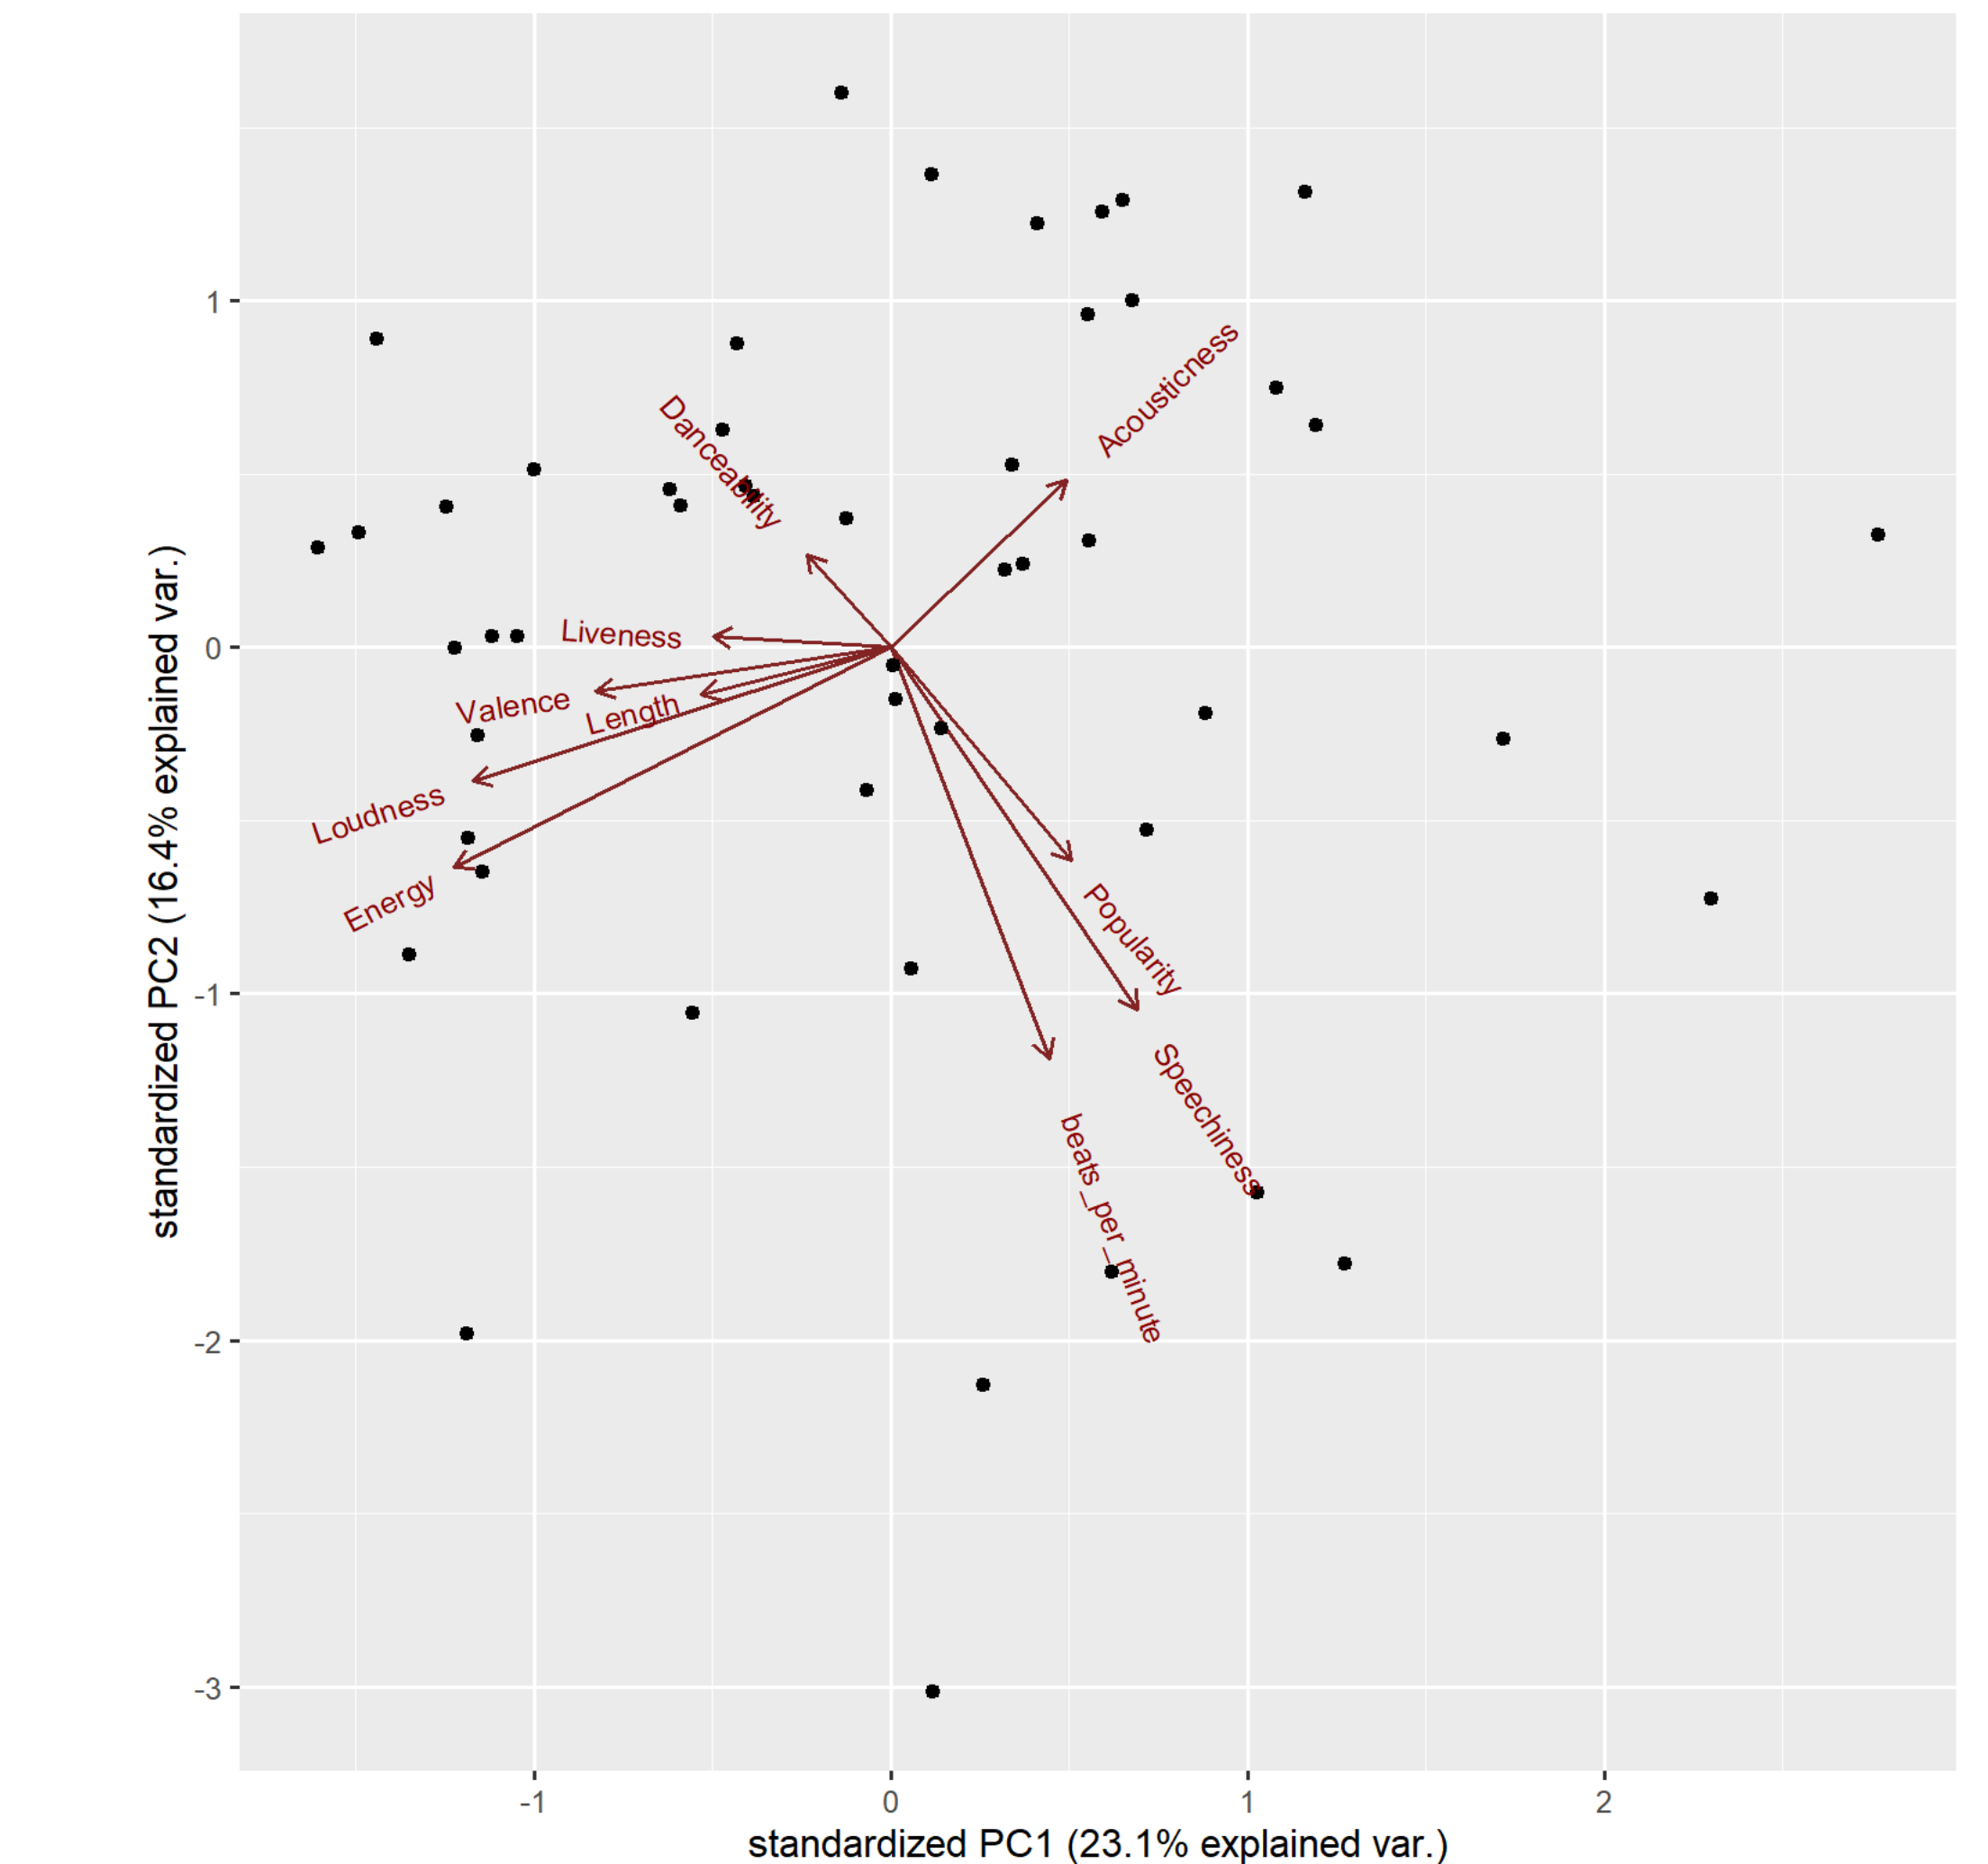 1
0
-1
-2
-3
standardized PC2 (16.4% explained var.)
Acousticness
Danceability
Liveness
Valence
Length
Loudness
Energy
Popularity
Speechiness
beats_per_minute
-1
0
1
2
standardized PC1 (23.1% explained var.)